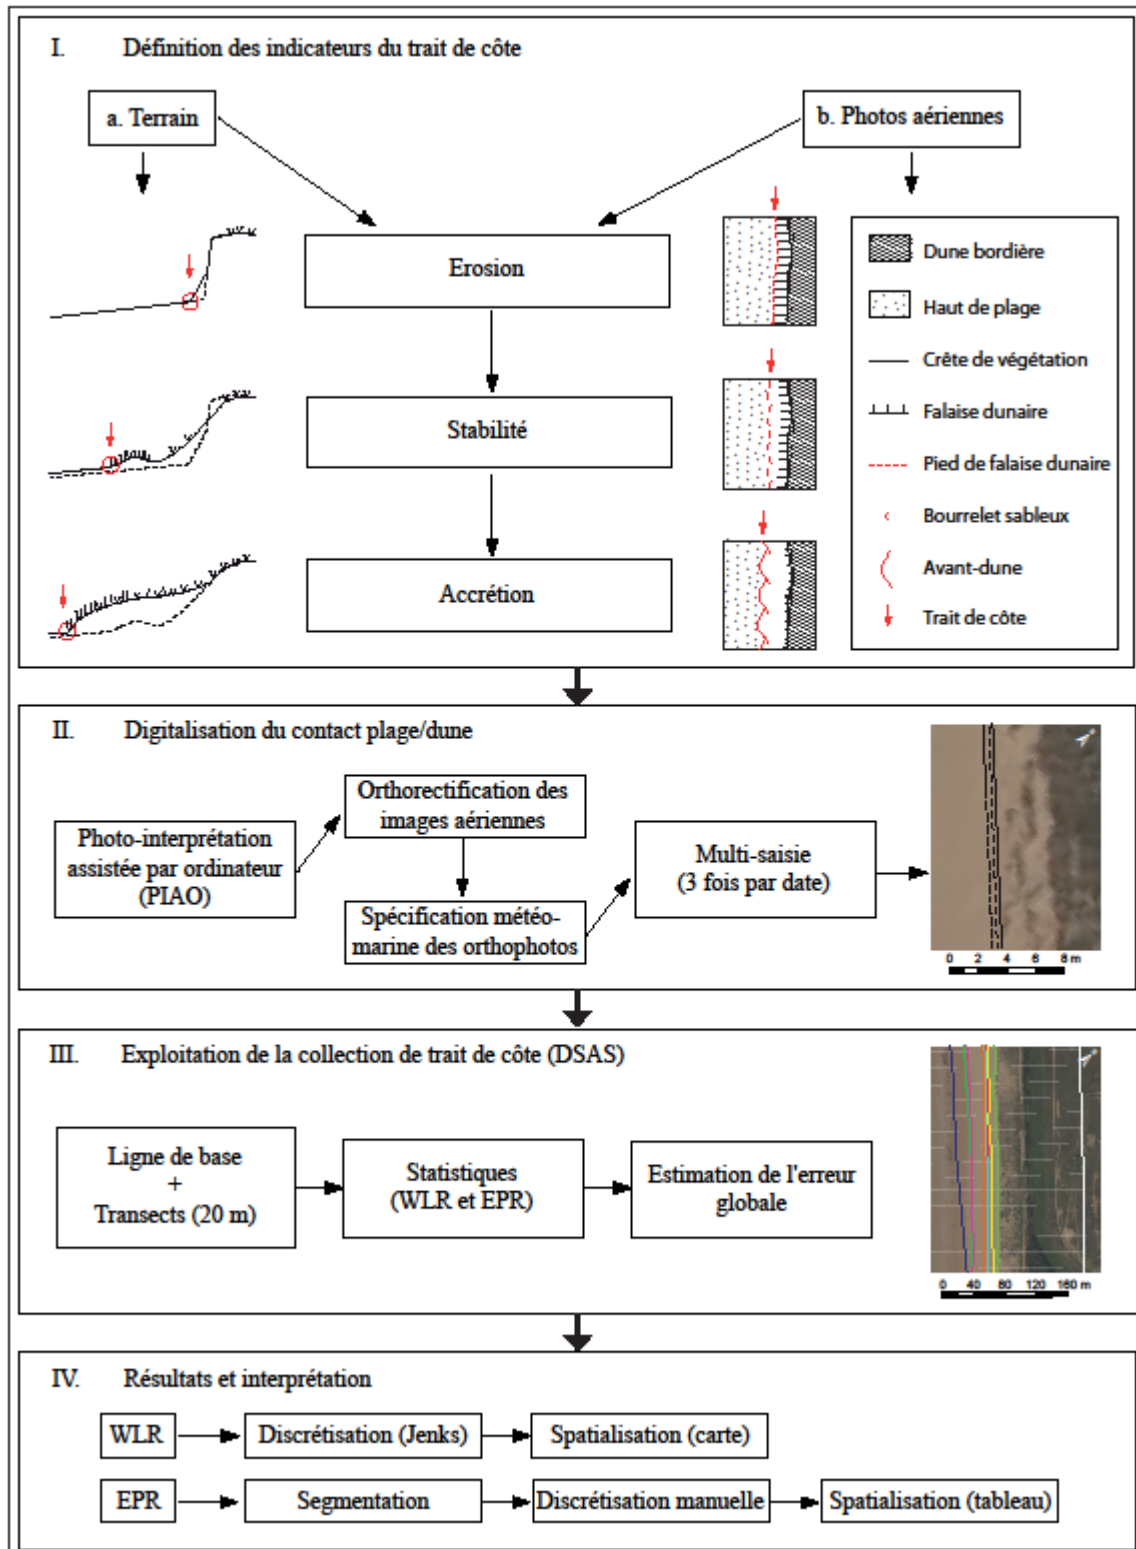 I. Définition des indicateurs du trait de côte
a. Terrain
b. Photos aériennes
Erosion
Stabilité
Accrétion
Dune bordière
Haut de plage
Crête de végétation
Falaise dunaire
Pied de falaise dunaire
Bourrelet sableux
Avant-dune
Trait de côte
II. Digitalisation du contact plage/dune
Photo-interprétation
assistée par ordinateur
(PIAO)
Orthorectification des
images aériennes
Spécification météo-
marine des orthophotos
Multi-saisie
(3 fois par date)
0 2 4 6 8 m
III. Exploitation de la collection de trait de côte (DSAS)
Ligne de base
+
Transects (20 m)
Statistiques
(WLR et EPR)
Estimation de l'erreur
globale
0 40 80 120 160 m
IV. Résultats et interprétation
WLR
Discrétisation (Jenks)
Spatialisation (carte)
EPR
Segmentation
Discrétisation manuelle
Spatialisation (tableau)